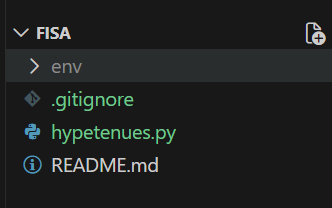 FISA
env
.gitignore
hypetenues.py
README.md